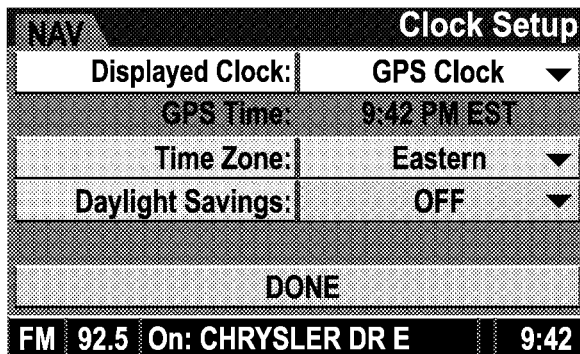 NAV Clock Setup
Displayed Clock: GPS Clock
GPS Time: 9:42 PM EST
Time Zone: Eastern
Daylight Savings: OFF
DONE
FM 92.5 On: CHRYSLER DR E 9:42